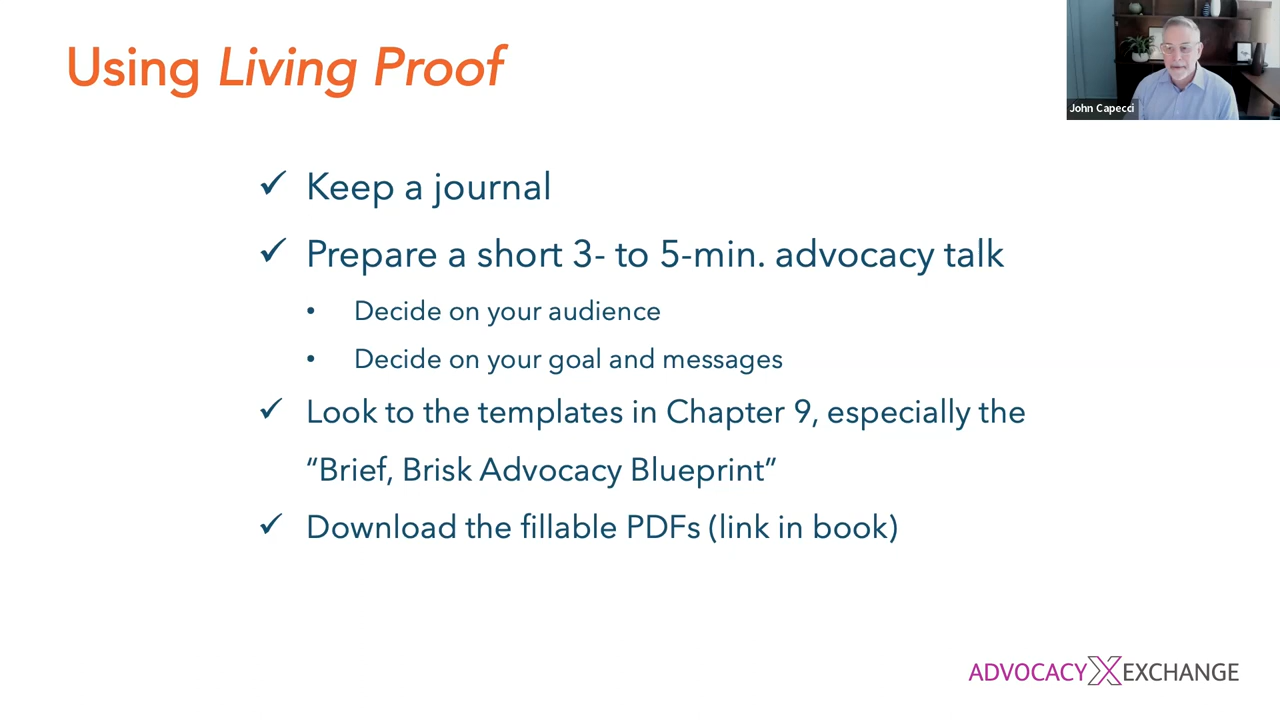 Using Living Proof
John Capecci
✓ Keep a journal
✓ Prepare a short 3- to 5-min. advocacy talk
• Decide on your audience
• Decide on your goal and messages
✓ Look to the templates in Chapter 9, especially the
“Brief, Brisk Advocacy Blueprint”
✓ Download the fillable PDFs (link in book)
ADVOCACY X EXCHANGE